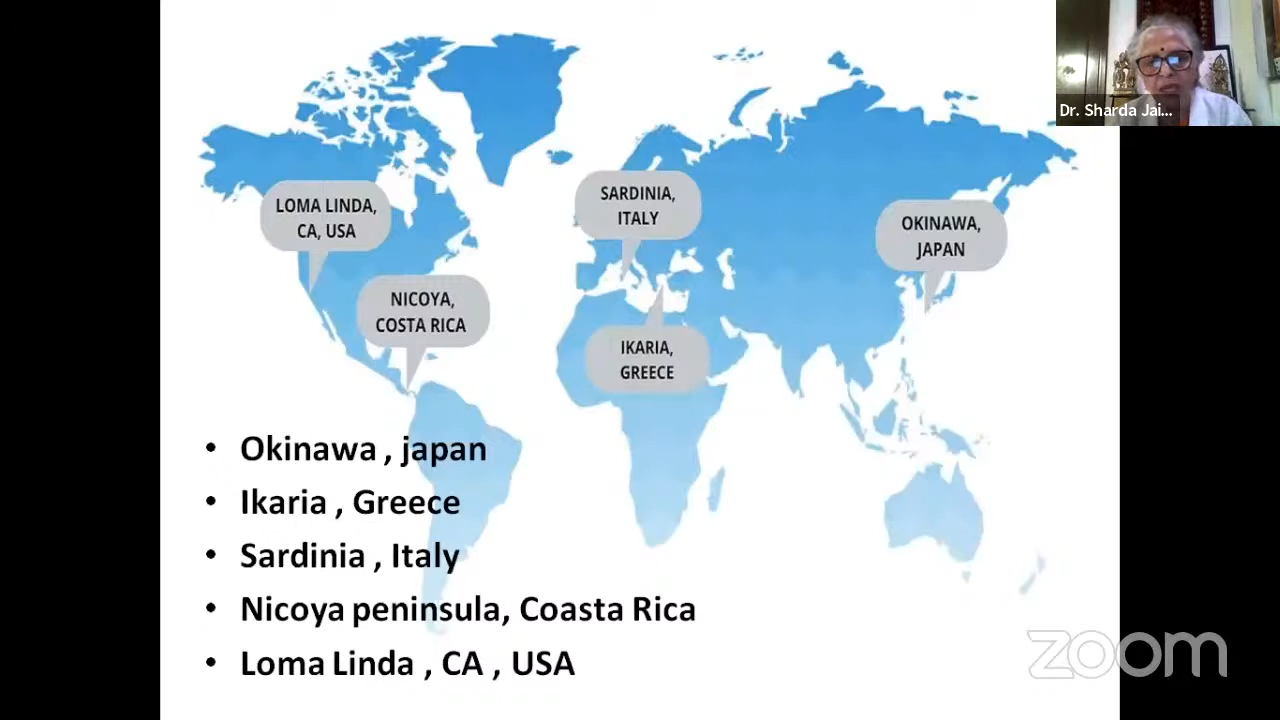 Dr. Sharda Jai...
LOMA LINDA,
CA, USA
SARDINIA,
ITALY
OKINAWA,
JAPAN
NICOYA,
COSTA RICA
IKARIA,
GREECE
• Okinawa , japan
• Ikaria , Greece
• Sardinia , Italy
• Nicoya peninsula, Coasta Rica
• Loma Linda , CA , USA
zoom